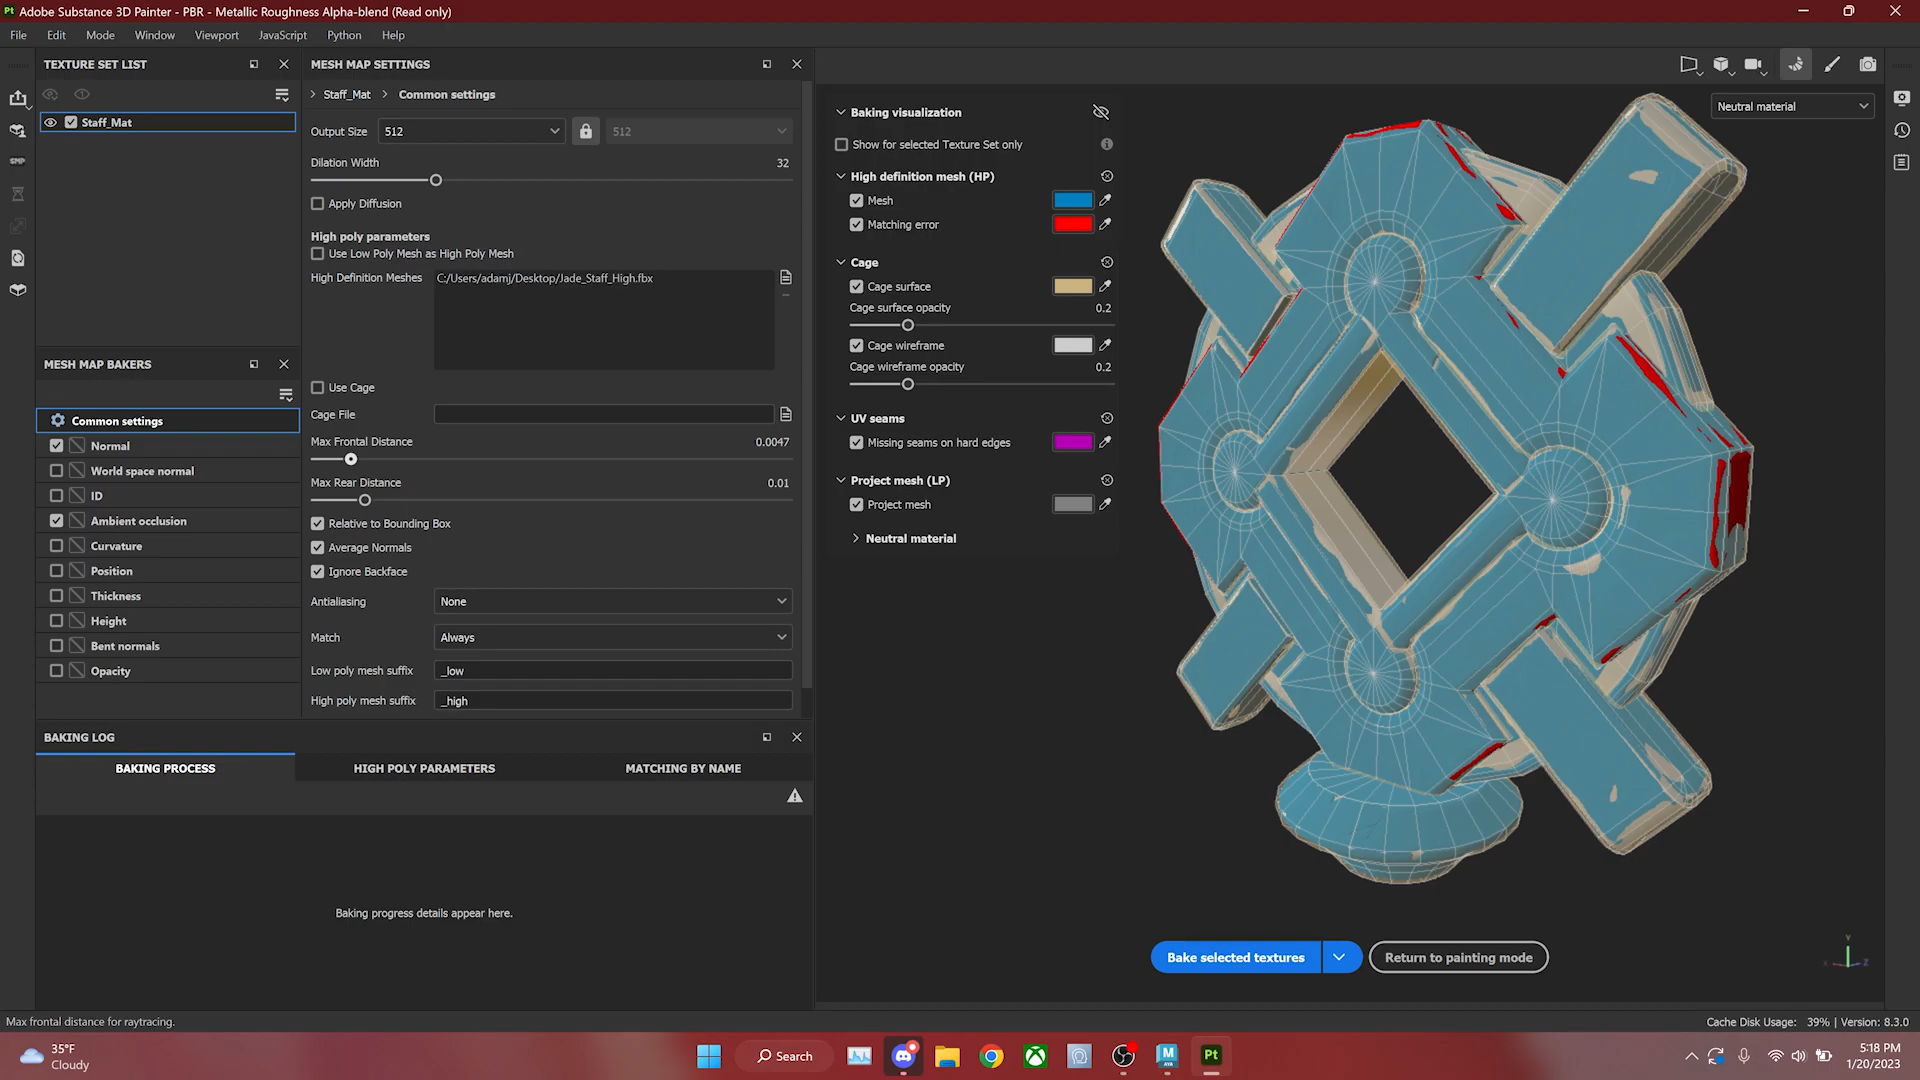 Pt Adobe Substance 3D Painter - PBR - Metallic Roughness Alpha-blend (Read only)
File Edit Mode Window Viewport JavaScript Python Help
TEXTURE SET LIST
Staff_Mat
MESH MAP SETTINGS
Staff_Mat > Common settings
Output Size 512 512
Dilation Width 32
Apply Diffusion
High poly parameters
Use Low Poly Mesh as High Poly Mesh
High Definition Meshes C:/Users/adamj/Desktop/Jade_Staff_High.fbx
Use Cage
Cage File
Max Frontal Distance 0.0047
Max Rear Distance 0.01
Relative to Bounding Box
Average Normals
Ignore Backface
Antialiasing None
Match Always
Low poly mesh suffix _low
High poly mesh suffix _high
MESH MAP BAKERS
Common settings
Normal
World space normal
ID
Ambient occlusion
Curvature
Position
Thickness
Height
Bent normals
Opacity
BAKING LOG
BAKING PROCESS HIGH POLY PARAMETERS MATCHING BY NAME
Baking progress details appear here.
Baking visualization
Show for selected Texture Set only
High definition mesh (HP)
Mesh
Matching error
Cage
Cage surface
Cage surface opacity 0.2
Cage wireframe
Cage wireframe opacity 0.2
UV seams
Missing seams on hard edges
Project mesh (LP)
Project mesh
Neutral material
Neutral material
Bake selected textures
Return to painting mode
Max frontal distance for raytracing.
Cache Disk Usage: 39% | Version: 8.3.0
35°F
Cloudy
Search
Pt
5:18 PM
1/20/2023